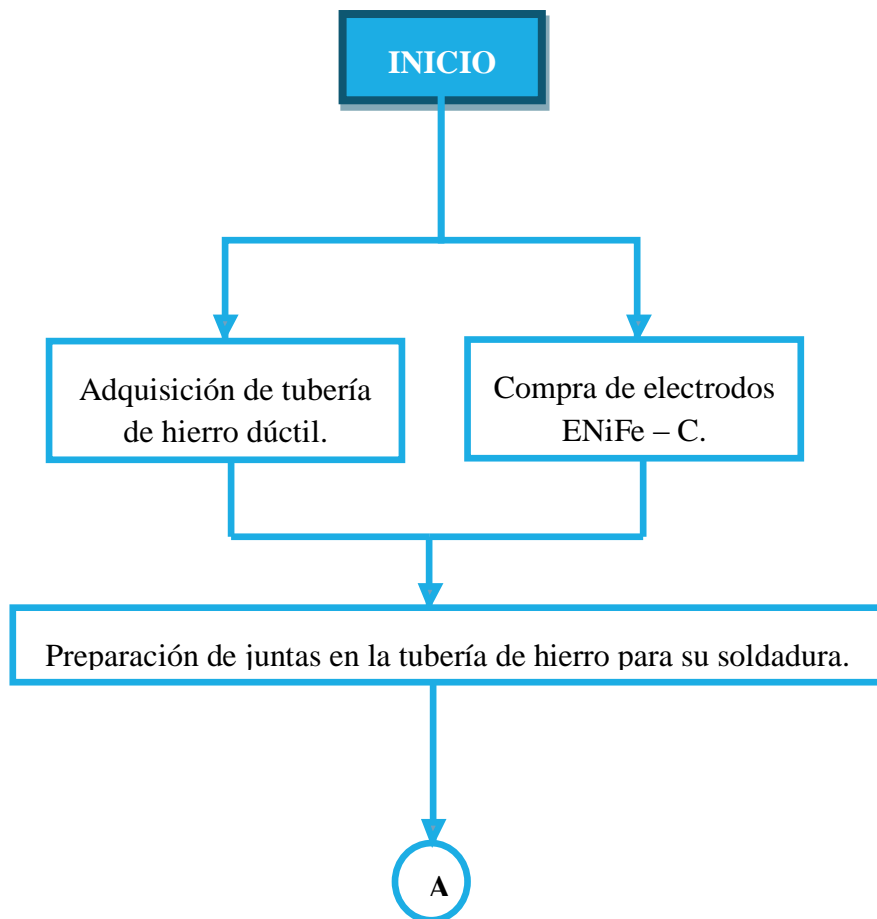 INICIO
Adquisición de tubería
de hierro dúctil.
Compra de electrodos
ENiFe – C.
Preparación de juntas en la tubería de hierro para su soldadura.
A